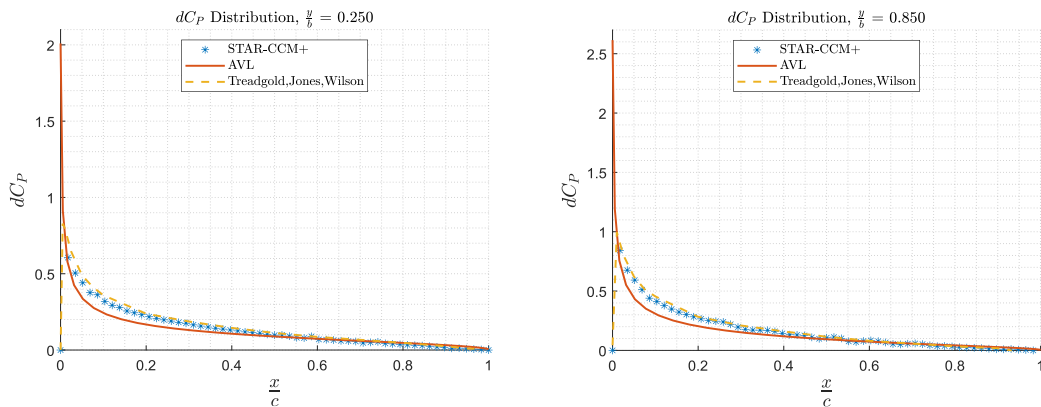 dC_P Distribution, y/b = 0.250
STAR-CCM+
AVL
Treadgold,Jones,Wilson
2
1.5
1
0.5
0
dC_P
0 0.2 0.4 0.6 0.8 1
x/c
dC_P Distribution, y/b = 0.850
STAR-CCM+
AVL
Treadgold,Jones,Wilson
2.5
2
1.5
1
0.5
0
dC_P
0 0.2 0.4 0.6 0.8 1
x/c